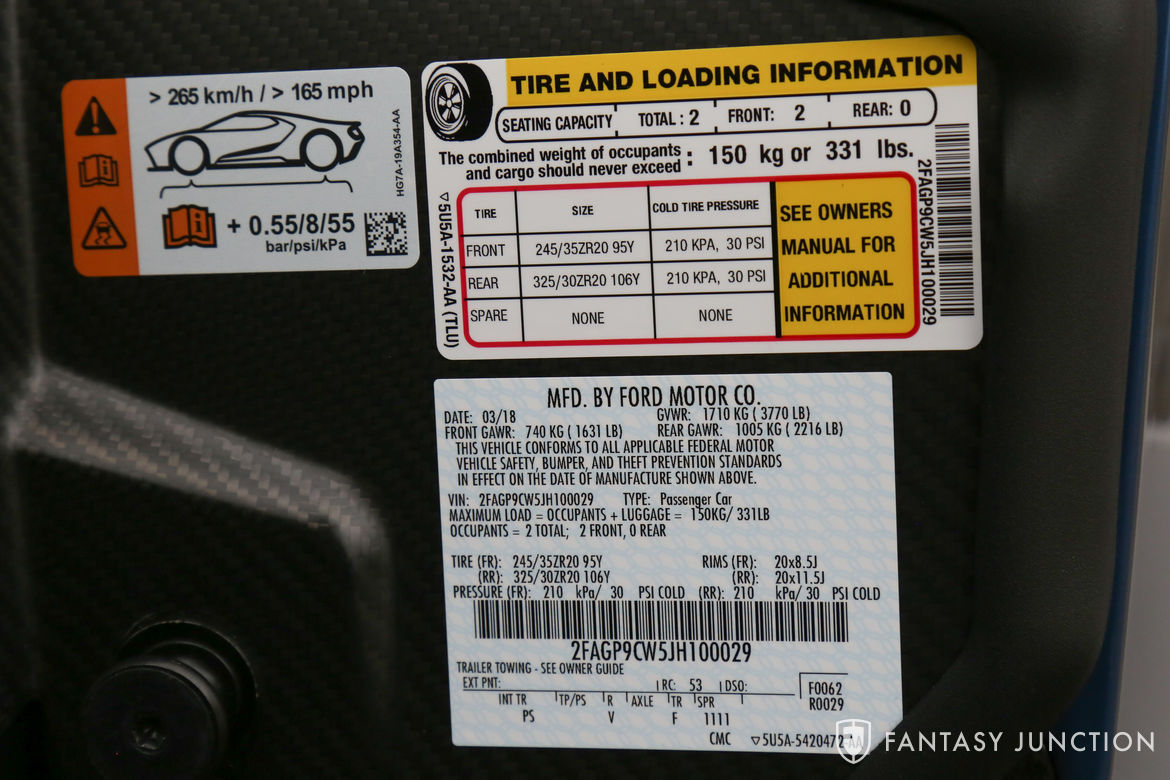 > 265 km/h / > 165 mph
HG7A-19A354-AA
+ 0.55/8/55
bar/psi/kPa
TIRE AND LOADING INFORMATION
SEATING CAPACITY TOTAL : 2 FRONT: 2 REAR: 0
The combined weight of occupants
and cargo should never exceed : 150 kg or 331 lbs.
TIRE SIZE COLD TIRE PRESSURE
FRONT 245/35ZR20 95Y 210 KPA, 30 PSI
REAR 325/30ZR20 106Y 210 KPA, 30 PSI
SPARE NONE NONE
SEE OWNERS
MANUAL FOR
ADDITIONAL
INFORMATION
5U5A-1532-AA (TLU)
2FAGP9CW5JH100029
MFD. BY FORD MOTOR CO.
DATE: 03/18 GVWR: 1710 KG ( 3770 LB)
FRONT GAWR: 740 KG ( 1631 LB) REAR GAWR: 1005 KG ( 2216 LB)
THIS VEHICLE CONFORMS TO ALL APPLICABLE FEDERAL MOTOR
VEHICLE SAFETY, BUMPER, AND THEFT PREVENTION STANDARDS
IN EFFECT ON THE DATE OF MANUFACTURE SHOWN ABOVE.
VIN: 2FAGP9CW5JH100029 TYPE: Passenger Car
MAXIMUM LOAD = OCCUPANTS + LUGGAGE = 150KG/ 331LB
OCCUPANTS = 2 TOTAL; 2 FRONT, 0 REAR
TIRE (FR): 245/35ZR20 95Y RIMS (FR): 20x8.5J
(RR): 325/30ZR20 106Y (RR): 20x11.5J
PRESSURE (FR): 210 kPa/ 30 PSI COLD (RR): 210 kPa/ 30 PSI COLD
2FAGP9CW5JH100029
TRAILER TOWING - SEE OWNER GUIDE
EXT PNT: RC: 53 DSO: F0062
INT TR TP/PS R AXLE TR SPR R0029
PS V F 1111
CMC 5U5A-5420472-AA
FANTASY JUNCTION